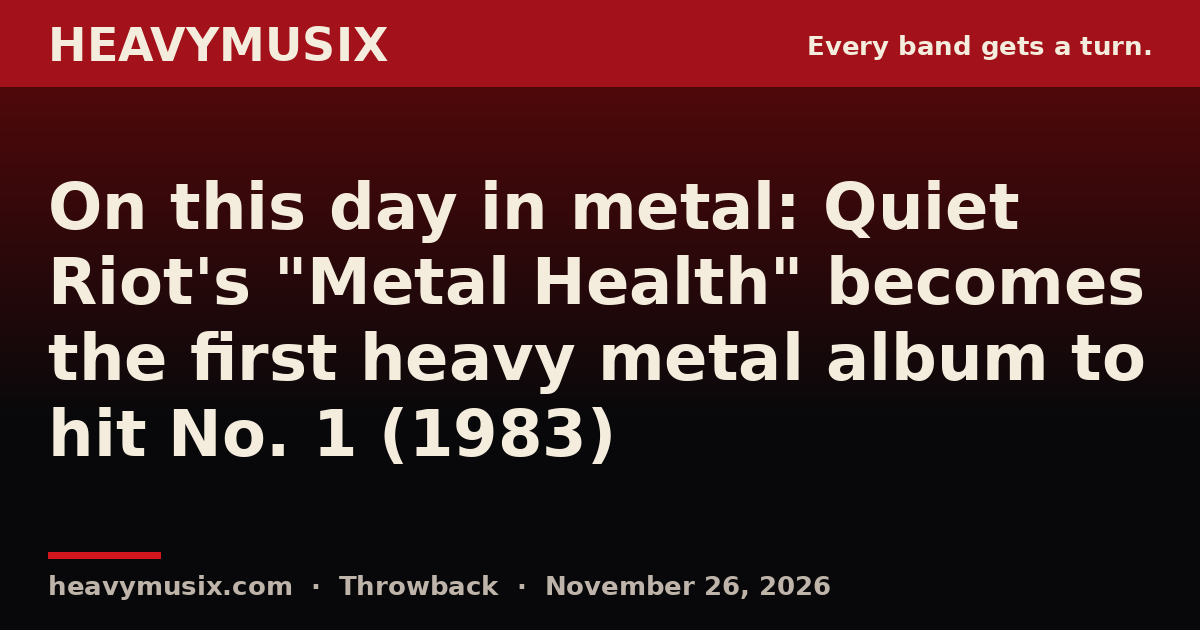 HEAVYMUSIX
Every band gets a turn.
On this day in metal: Quiet
Riot's "Metal Health" becomes
the first heavy metal album to
hit No. 1 (1983)
heavymusix.com · Throwback · November 26, 2026